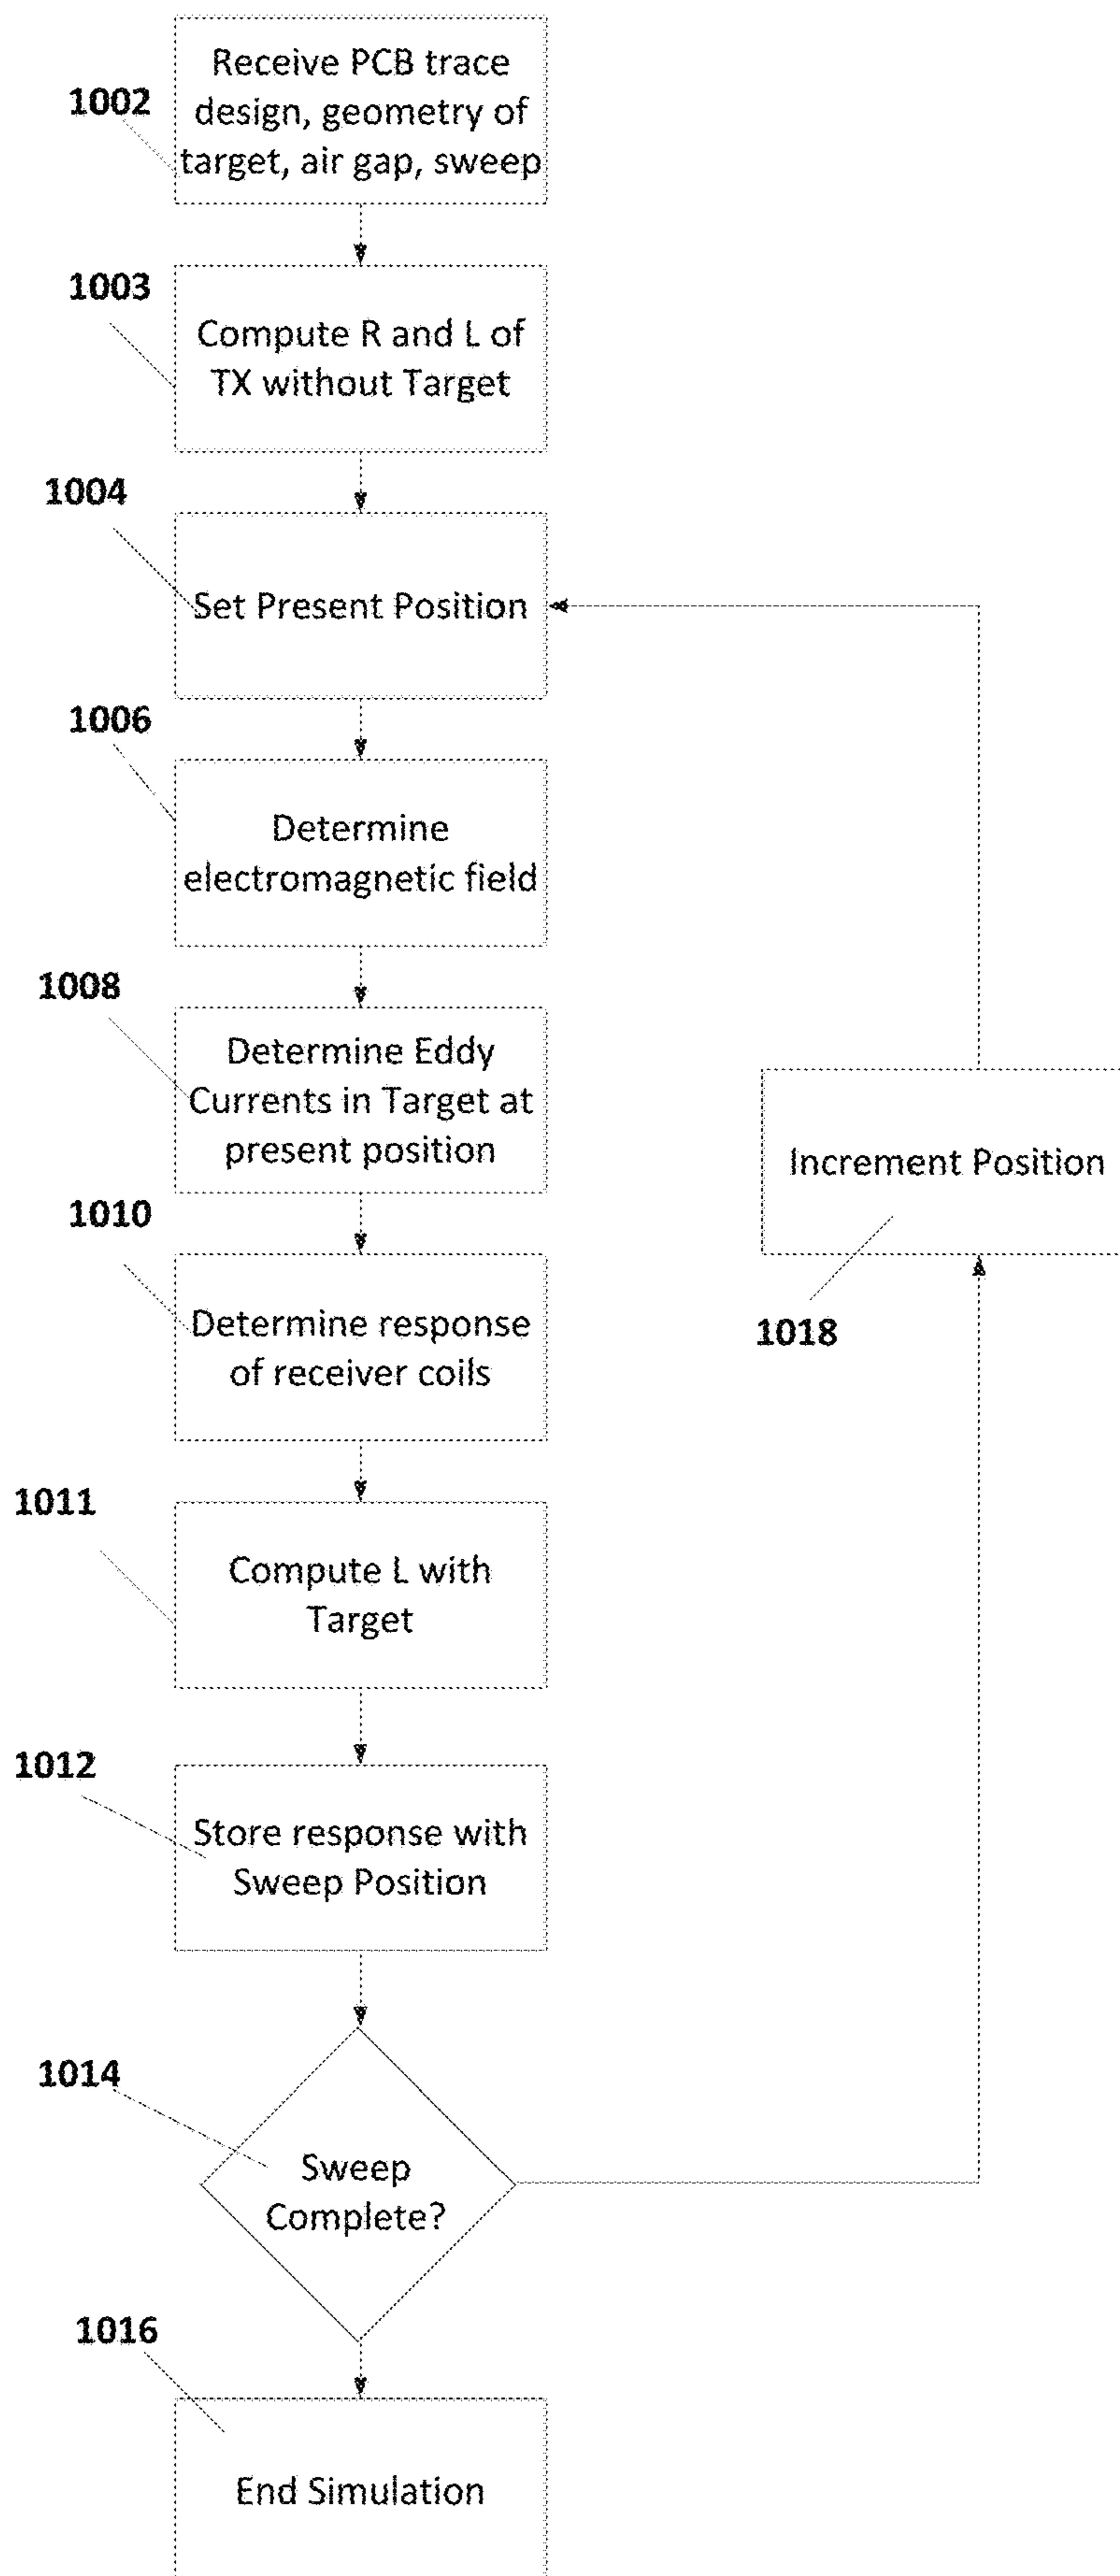 1002
Receive PCB trace
design, geometry of
target, air gap, sweep
1003
Compute R and L of
TX without Target
1004
Set Present Position
1006
Determine
electromagnetic field
1008
Determine Eddy
Currents in Target at
present position
1010
Determine response
of receiver coils
1011
Compute L with
Target
1012
Store response with
Sweep Position
1014
Sweep
Complete?
1016
End Simulation
Increment Position
1018